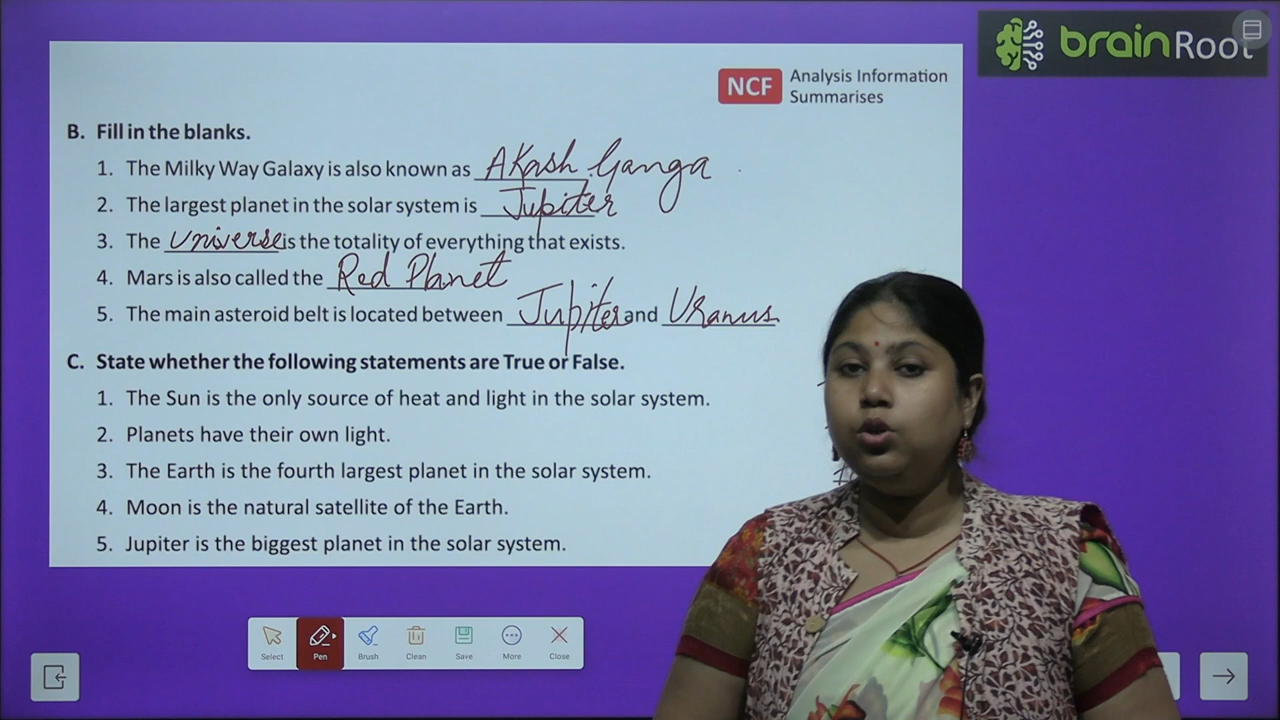 brainRoot
NCF Analysis Information
Summarises
B. Fill in the blanks.
1. The Milky Way Galaxy is also known as Akash Ganga
2. The largest planet in the solar system is Jupiter
3. The Universe is the totality of everything that exists.
4. Mars is also called the Red Planet
5. The main asteroid belt is located between Jupiter and Uranus
C. State whether the following statements are True or False.
1. The Sun is the only source of heat and light in the solar system.
2. Planets have their own light.
3. The Earth is the fourth largest planet in the solar system.
4. Moon is the natural satellite of the Earth.
5. Jupiter is the biggest planet in the solar system.
Select Pen Brush Clean Save More Close